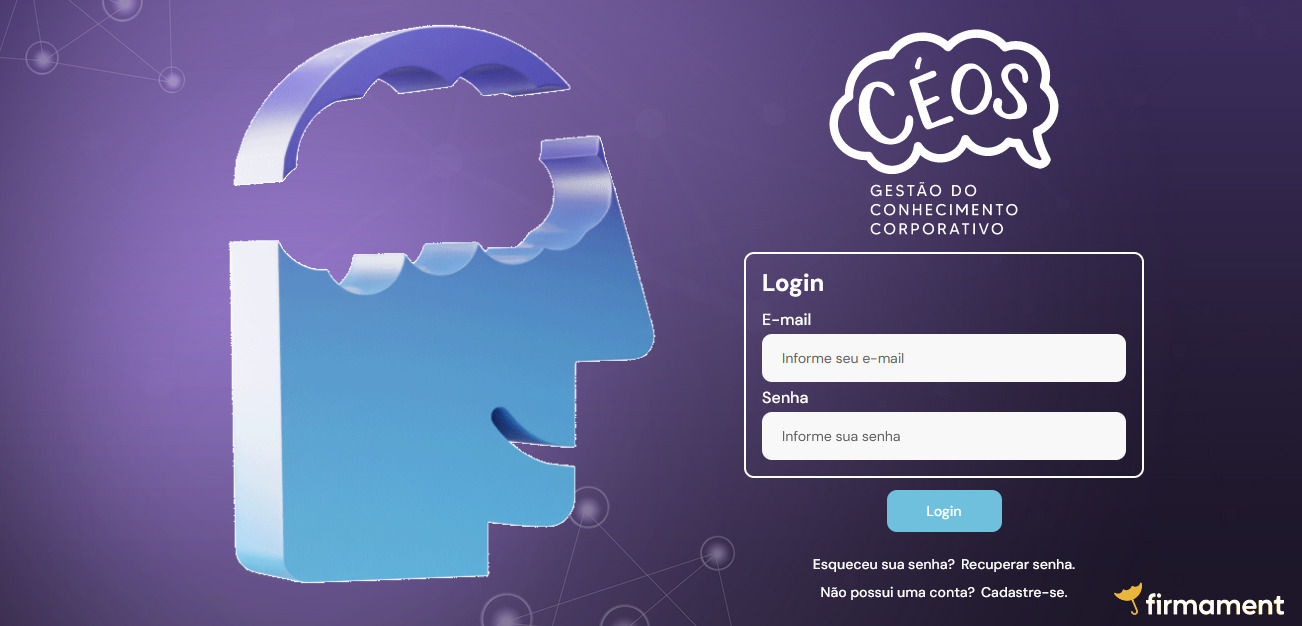 CÉOS
GESTÃO DO
CONHECIMENTO
CORPORATIVO
Login
E-mail
Informe seu e-mail
Senha
Informe sua senha
Login
Esqueceu sua senha? Recuperar senha.
Não possui uma conta? Cadastre-se.
firmament